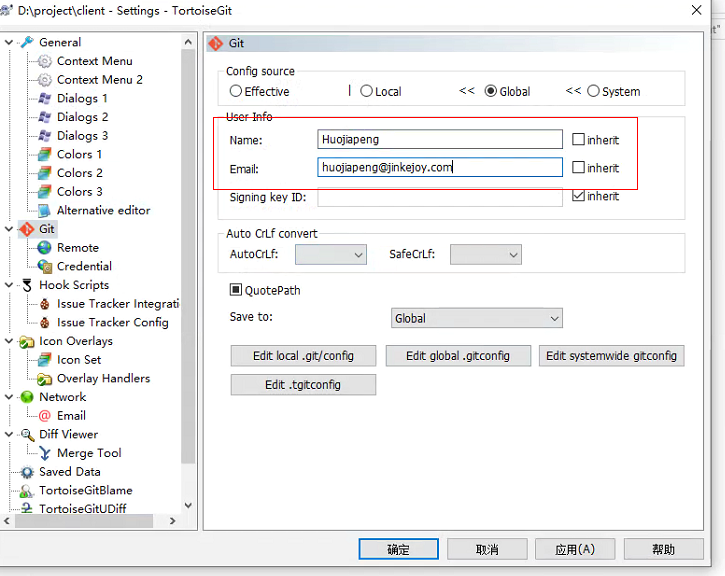 D:\project\client - Settings - TortoiseGit
General
Context Menu
Context Menu 2
Dialogs 1
Dialogs 2
Dialogs 3
Colors 1
Colors 2
Colors 3
Alternative editor
Git
Remote
Credential
Hook Scripts
Issue Tracker Integrati
Issue Tracker Config
Icon Overlays
Icon Set
Overlay Handlers
Network
Email
Diff Viewer
Merge Tool
Saved Data
TortoiseGitBlame
TortoiseGitUDiff
Git
Config source
Effective | Local << Global << System
User Info
Name: Huojiapeng inherit
Email: huojiapeng@jinkejoy.com inherit
Signing key ID: inherit
Auto CrLf convert
AutoCrLf: SafeCrLf:
QuotePath
Save to: Global
Edit local .git/config Edit global .gitconfig Edit systemwide gitconfig
Edit .tgitconfig
确定 取消 应用(A) 帮助